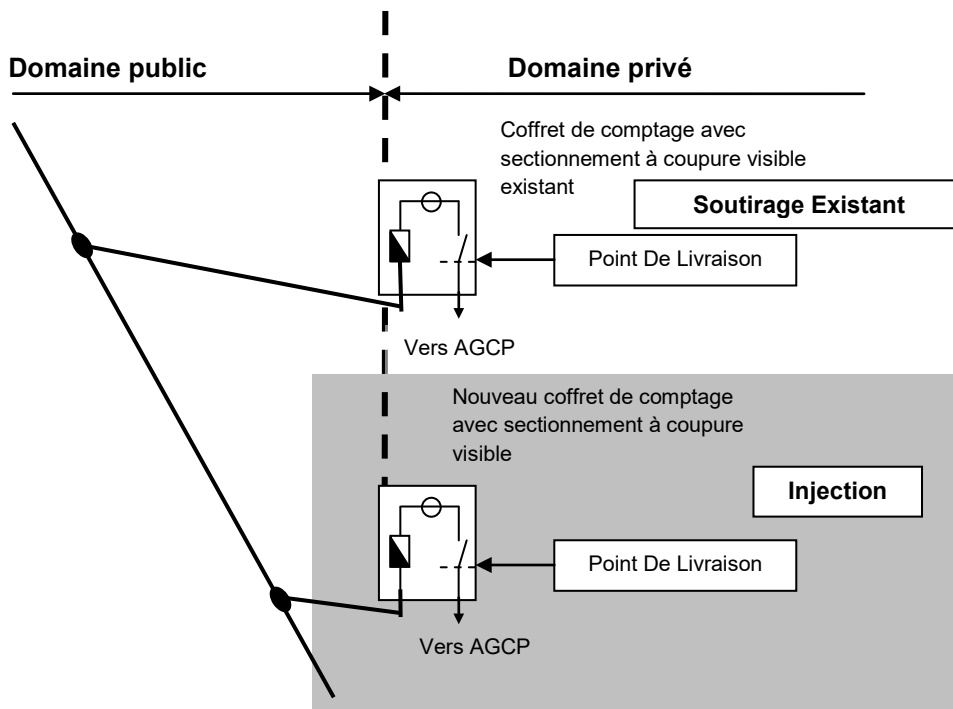 Domaine public
Domaine privé
Coffret de comptage avec
sectionnement à coupure visible
existant
Soutirage Existant
Point De Livraison
Vers AGCP
Nouveau coffret de comptage
avec sectionnement à coupure
visible
Injection
Point De Livraison
Vers AGCP